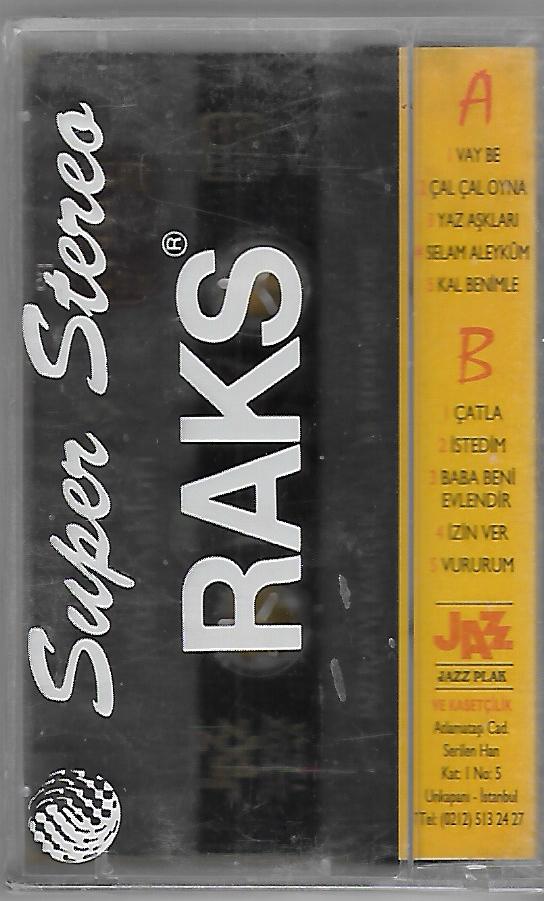 Super Stereo
RAKS®
A
1 VAY BE
2 ÇAL ÇAL OYNA
3 YAZ AŞKLARI
4 SELAM ALEYKÜM
5 KAL BENİMLE
B
1 ÇATLA
2 İSTEDİM
3 BABA BENİ
EVLENDİR
4 İZİN VER
5 VURURUM
JAZZ
JAZZ PLAK
VE KASETÇİLİK
Atlamataşı Cad.
Serilen Han
Kat: 1 No: 5
Unkapanı - İstanbul
Tel: (0212) 513 24 27